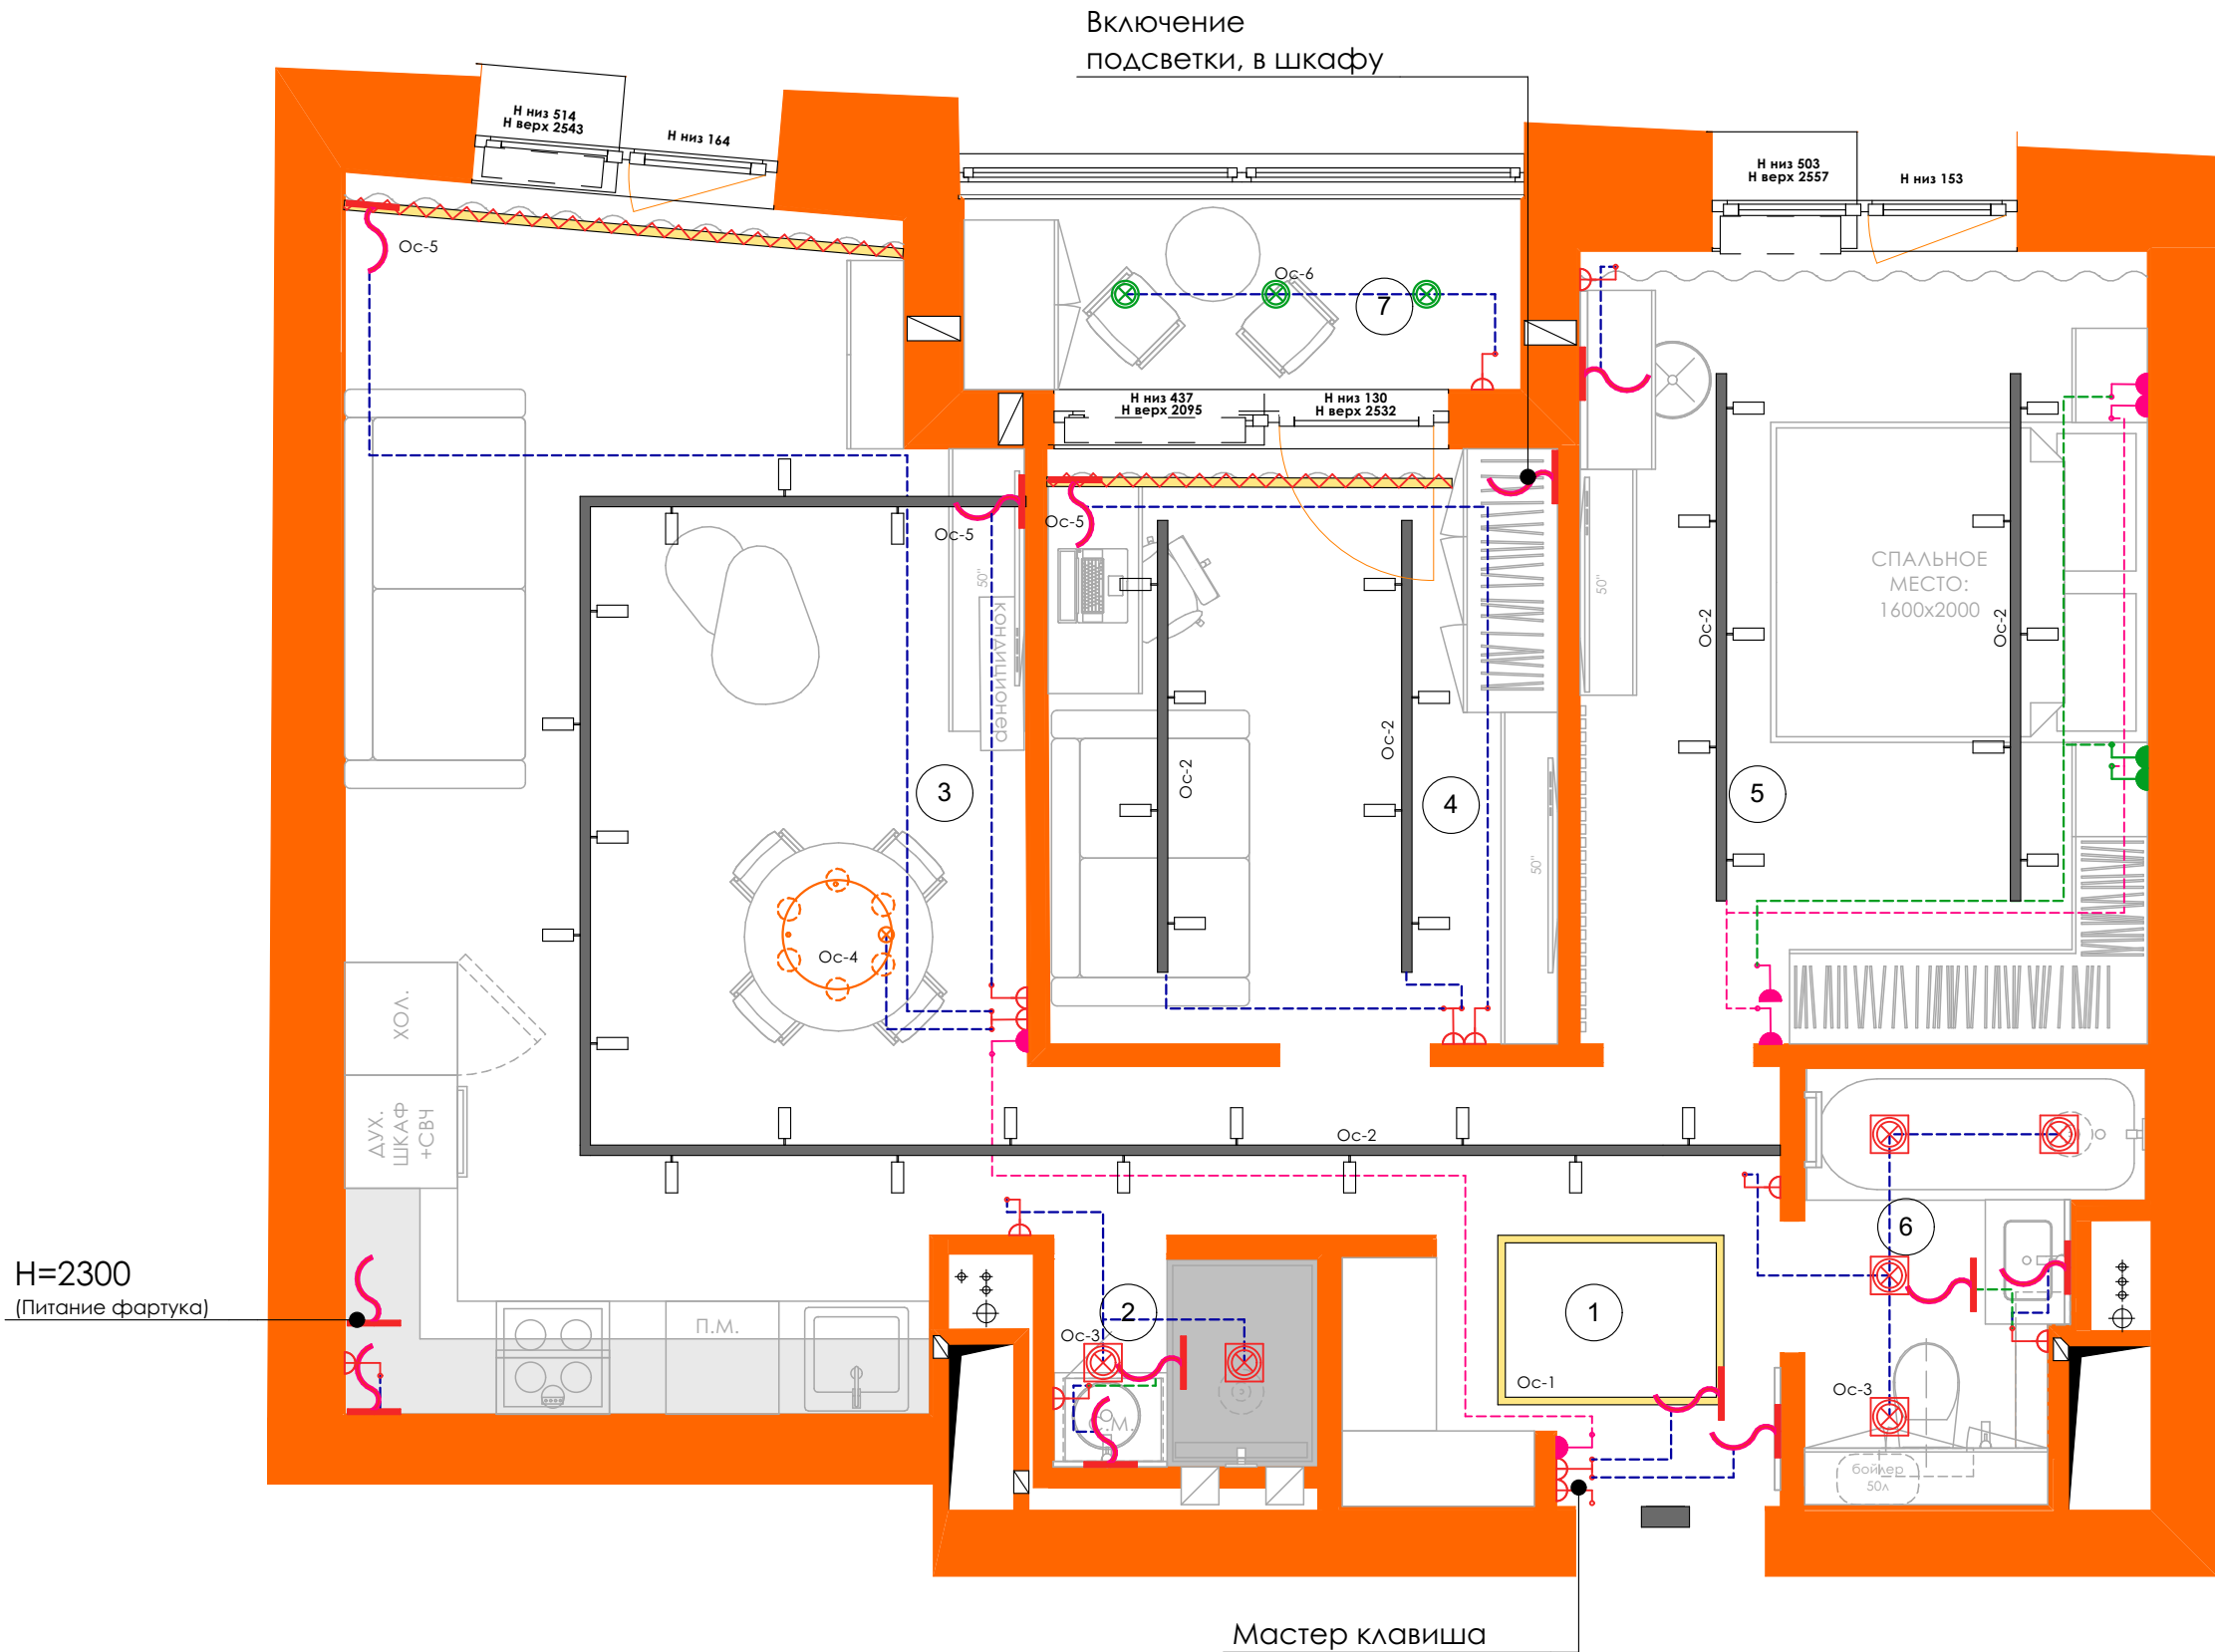 Включение
подсветки, в шкафу
Н низ 514
Н верх 2543
Н низ 164
Н низ 503
Н верх 2557
Н низ 153
Ос-5
Ос-6
7
Н низ 437
Н верх 2095
Н низ 130
Н верх 2532
Ос-5
Ос-5
50"
кондиционер
СПАЛЬНОЕ
МЕСТО:
1600х2000
50"
Ос-2
Ос-2
Ос-2
Ос-2
3
4
5
50"
Ос-4
ХОЛ.
ДУХ.
ШКАФ
+СВЧ
Ос-2
6
H=2300
(Питание фартука)
П.М.
2
1
Ос-3
Ос-1
Ос-3
С.М.
бойлер
50л
Мастер клавиша